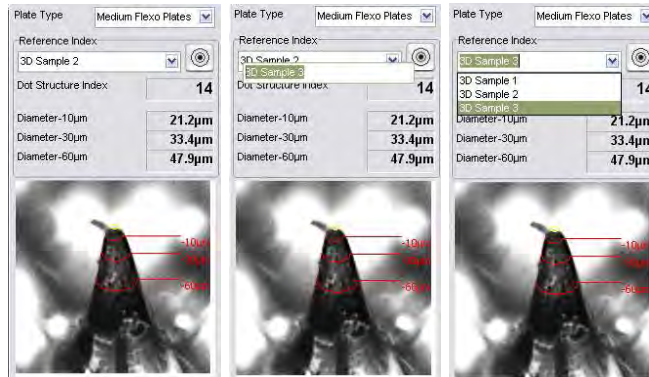 Plate Type Medium Flexo Plates
Reference Index
3D Sample 2
Dot Structure Index 14
Diameter-10µm 21.2µm
Diameter-30µm 33.4µm
Diameter-60µm 47.9µm
-10µm
-30µm
-60µm
Plate Type Medium Flexo Plates
Reference Index
3D Sample 2
3D Sample 3
Dot Structure Index 14
Diameter-10µm 21.2µm
Diameter-30µm 33.4µm
Diameter-60µm 47.9µm
-10µm
-30µm
-60µm
Plate Type Medium Flexo Plates
Reference Index
3D Sample 3
3D Sample 1
3D Sample 2
3D Sample 3
14
Diameter-10µm 21.2µm
Diameter-30µm 33.4µm
Diameter-60µm 47.9µm
-10µm
-30µm
-60µm